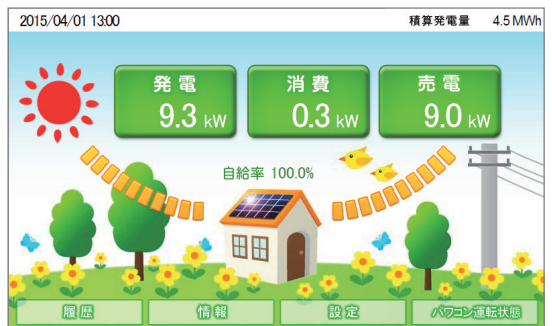 2015/04/01 13:00 積算発電量 4.5 MWh
発電 消費 売電
9.3 kW 0.3 kW 9.0 kW
自給率 100.0%
履歴 情報 設定 パワコン運転状態